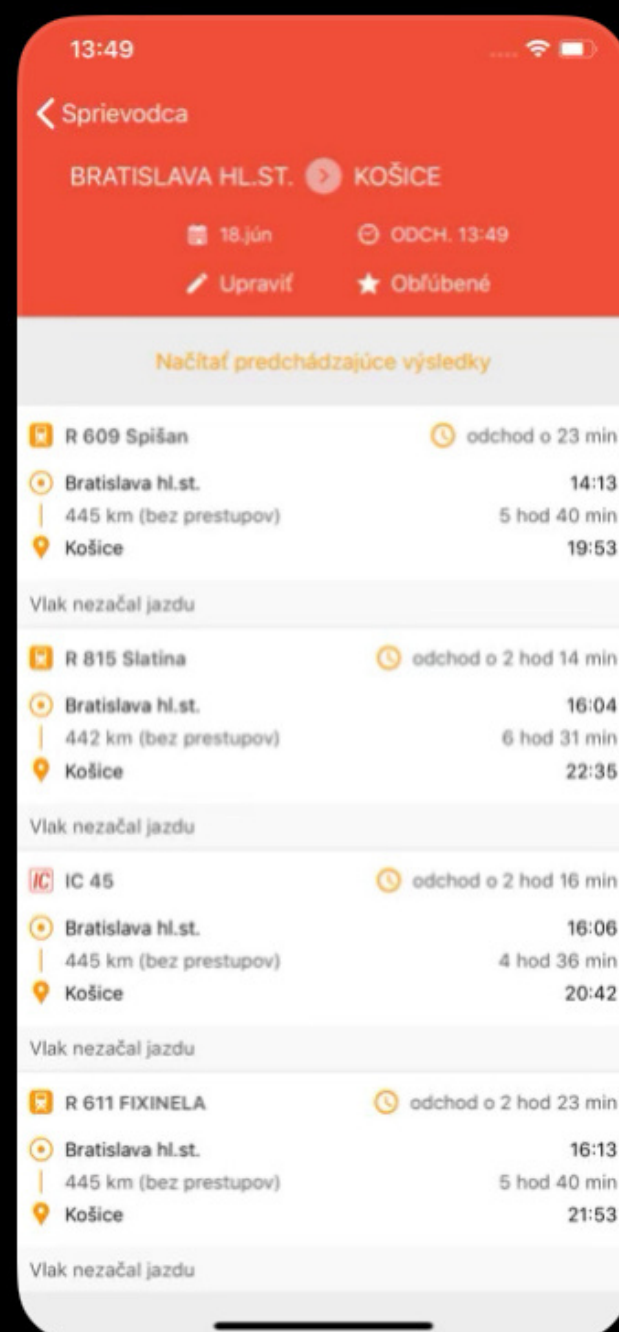 13:49
Sprievodca
BRATISLAVA HL.ST. KOŠICE
18.jún ODCH. 13:49
Upraviť Obľúbené
Načítať predchádzajúce výsledky
R 609 Spišan odchod o 23 min
Bratislava hl.st. 14:13
445 km (bez prestupov) 5 hod 40 min
Košice 19:53
Vlak nezačal jazdu
R 815 Slatina odchod o 2 hod 14 min
Bratislava hl.st. 16:04
442 km (bez prestupov) 6 hod 31 min
Košice 22:35
Vlak nezačal jazdu
IC IC 45 odchod o 2 hod 16 min
Bratislava hl.st. 16:06
445 km (bez prestupov) 4 hod 36 min
Košice 20:42
Vlak nezačal jazdu
R 611 FIXINELA odchod o 2 hod 23 min
Bratislava hl.st. 16:13
445 km (bez prestupov) 5 hod 40 min
Košice 21:53
Vlak nezačal jazdu